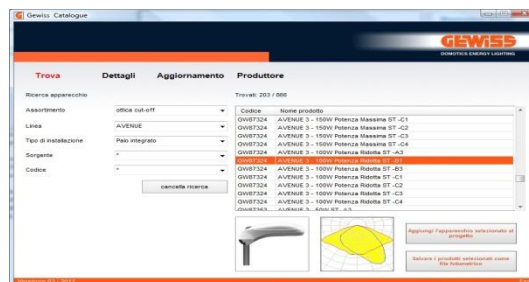 Gewiss Catalogue
GEWISS
DOMOTICS ENERGY LIGHTING
Trova Dettagli Aggiornamento Produttore
Ricerca apparecchio
Trovati: 203 / 866
Assortimento ottica cut-off
Linea AVENUE
Tipo di installazione Palo integrato
Sorgente *
Codice *
cancella ricerca
Codice Nome prodotto
GW87324 AVENUE 3 - 150W Potenza Massima ST -C1
GW87324 AVENUE 3 - 150W Potenza Massima ST -C2
GW87324 AVENUE 3 - 150W Potenza Massima ST -C3
GW87324 AVENUE 3 - 150W Potenza Massima ST -C4
GW87324 AVENUE 3 - 100W Potenza Ridotta ST -A3
GW87324 AVENUE 3 - 100W Potenza Ridotta ST -B1
GW87324 AVENUE 3 - 100W Potenza Ridotta ST -B3
GW87324 AVENUE 3 - 100W Potenza Ridotta ST -C1
GW87324 AVENUE 3 - 100W Potenza Ridotta ST -C2
GW87324 AVENUE 3 - 100W Potenza Ridotta ST -C3
GW87324 AVENUE 3 - 100W Potenza Ridotta ST -C4
Aggiungi l'apparecchio selezionato al
progetto
Salvare i prodotti selezionati come
file fotometrico